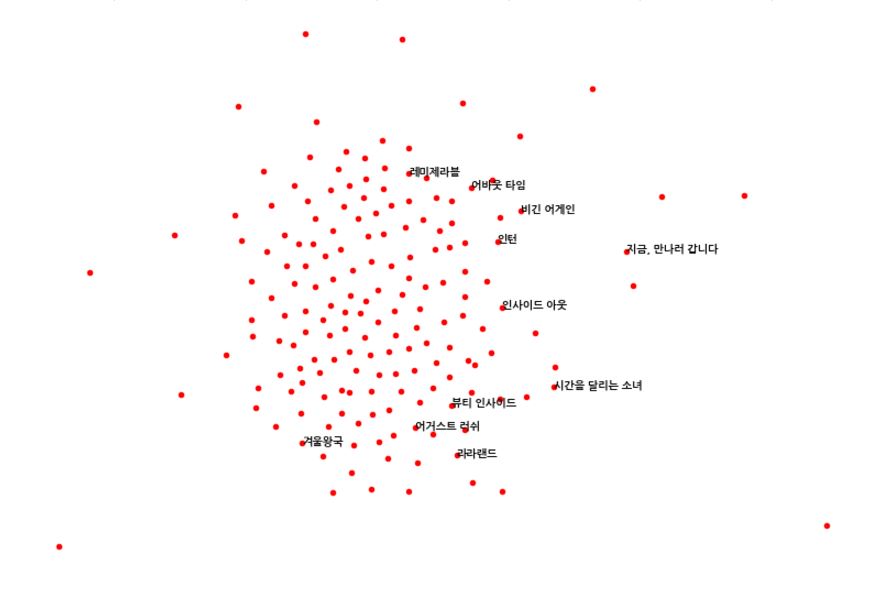 레미제라블
어바웃 타임
비긴 어게인
인턴
지금, 만나러 갑니다
인사이드 아웃
시간을 달리는 소녀
뷰티 인사이드
어거스트 러쉬
겨울왕국
라라랜드